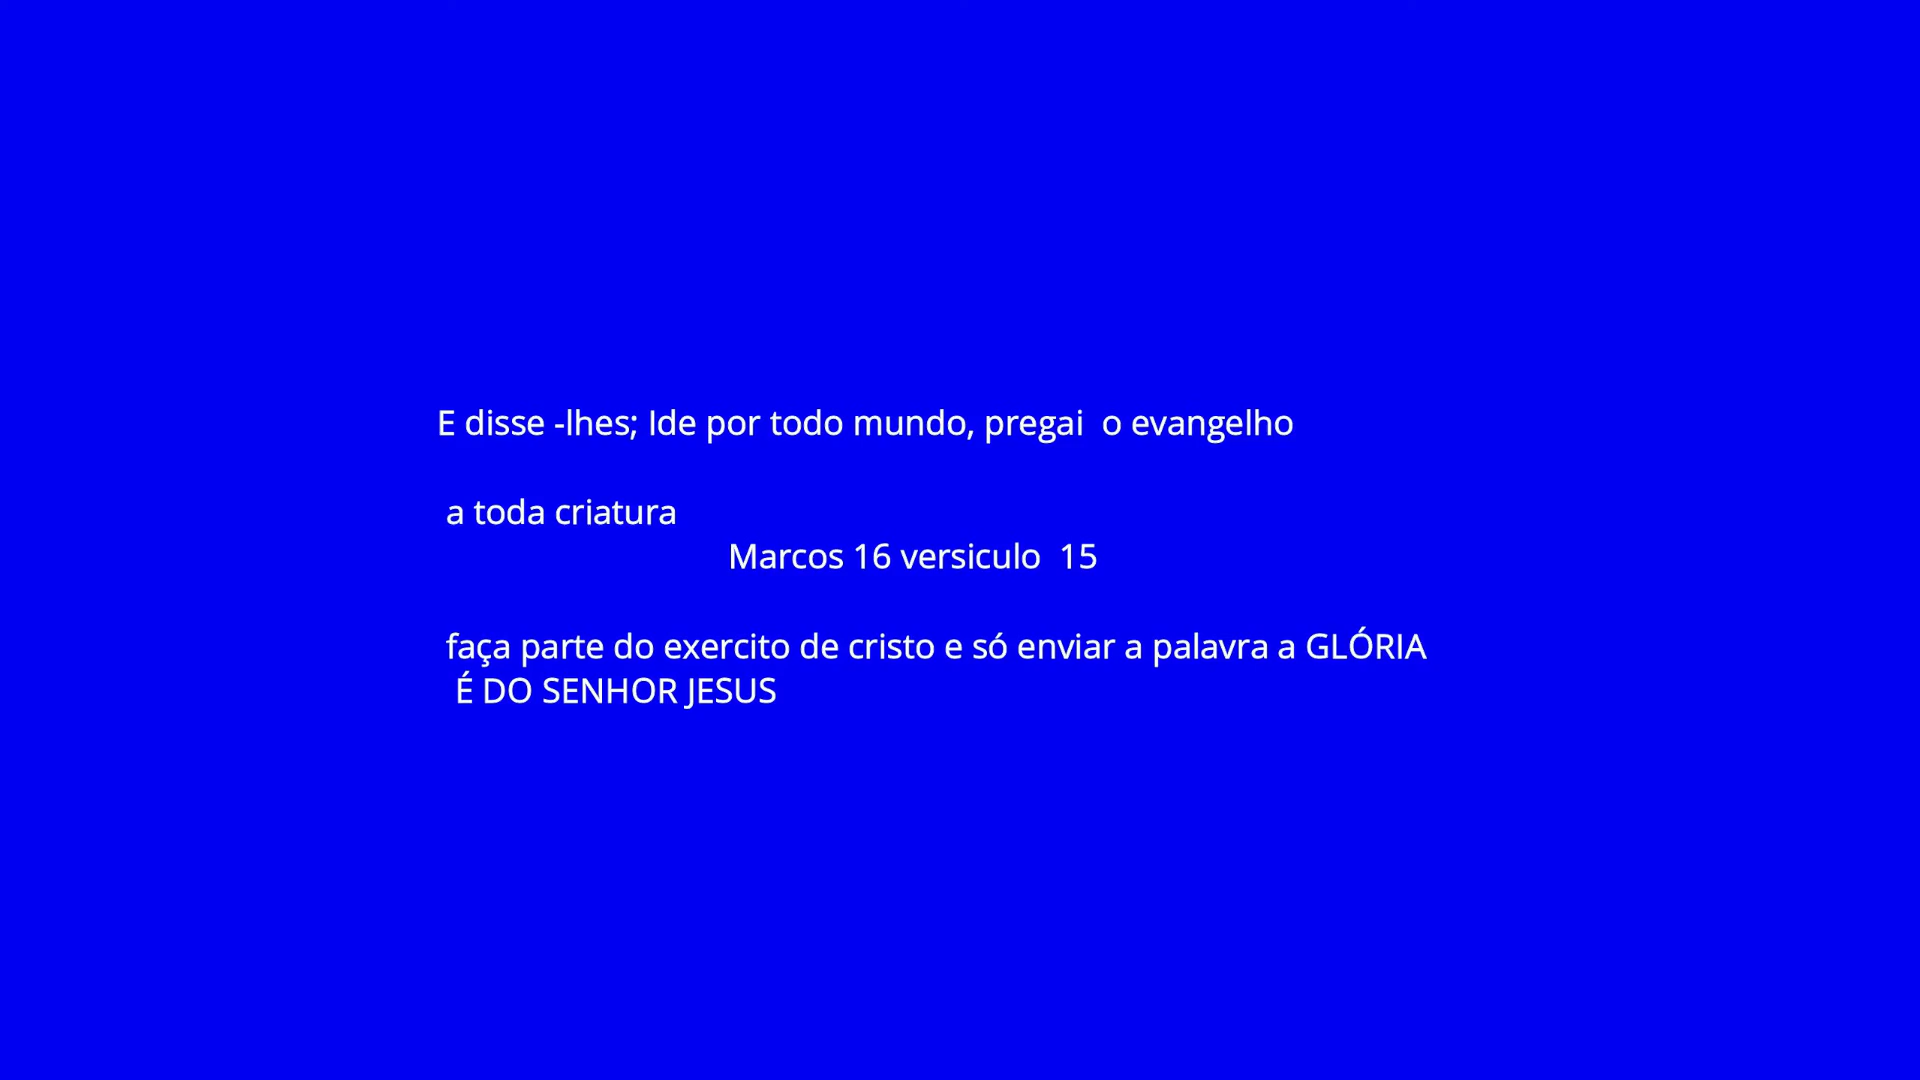 E disse -lhes; Ide por todo mundo, pregai  o evangelho
a toda criatura
Marcos 16 versiculo  15
faça parte do exercito de cristo e só enviar a palavra a GLÓRIA
É DO SENHOR JESUS